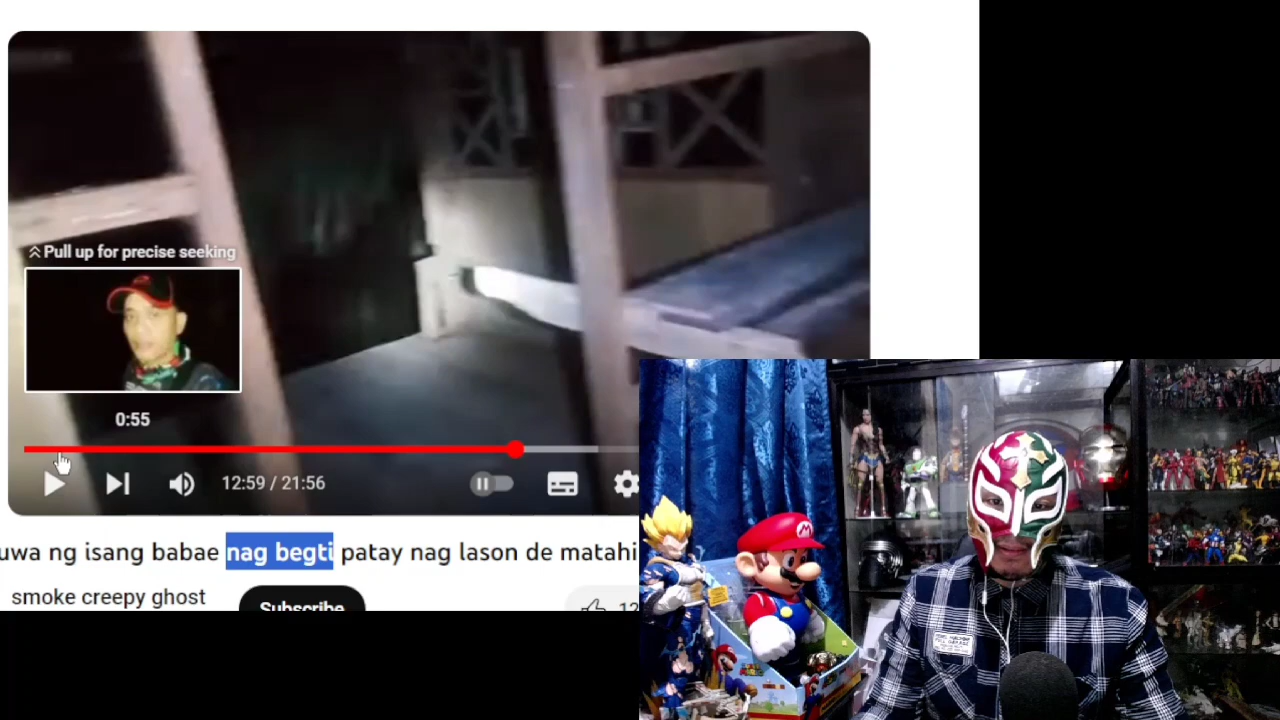 Pull up for precise seeking
0:55
12:59 / 21:56
uwa ng isang babae nag begti patay nag lason de matahi
smoke creepy ghost
Subscribe
12